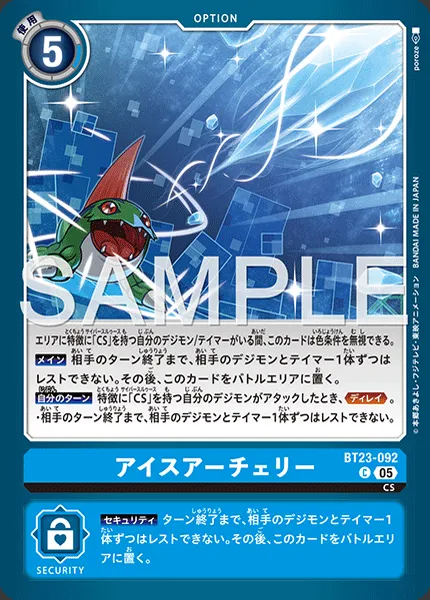 OPTION
使用
5
poroze
SAMPLE
©本郷あきよし・フジテレビ・東映アニメーション BANDAI MADE IN JAPAN
エリアに特徴に「CS」を持つ自分のデジモン/テイマーがいる間、このカードは色条件を無視できる。
メイン 相手のターン終了まで、相手のデジモンとテイマー1体ずつは
レストできない。その後、このカードをバトルエリアに置く。
自分のターン 特徴に「CS」を持つ自分のデジモンがアタックしたとき、ディレイ。
・相手のターン終了まで、相手のデジモンとテイマー1体ずつはレストできない。
アイスアーチェリー
BT23-092
C 05
CS
セキュリティ ターン終了まで、相手のデジモンとテイマー1
体ずつはレストできない。その後、このカードをバトルエリ
アに置く。
SECURITY